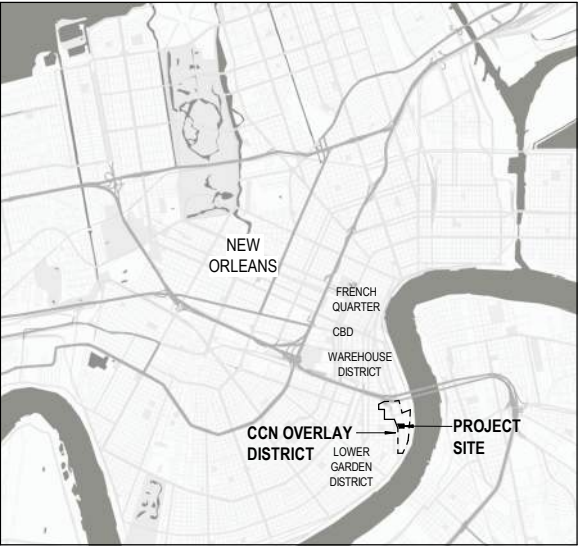 NEW
ORLEANS
FRENCH
QUARTER
CBD
WAREHOUSE
DISTRICT
CCN OVERLAY
DISTRICT
PROJECT
SITE
LOWER
GARDEN
DISTRICT